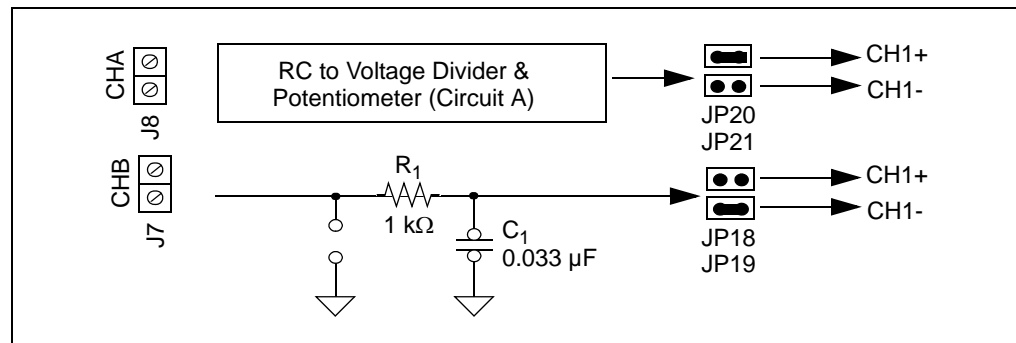 CHA
J8
RC to Voltage Divider &
Potentiometer (Circuit A)
CH1+
CH1-
JP20
JP21
CHB
J7
R1
1 kΩ
C1
0.033 µF
CH1+
CH1-
JP18
JP19